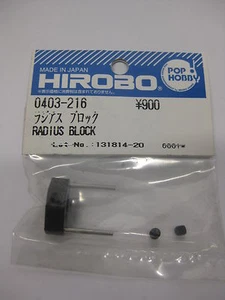 MADE IN JAPAN
HIROBO
POP
HOBBY
0403-216 ¥900
ラジアス ブロック
RADIUS BLOCK
Lot No.:131814-20